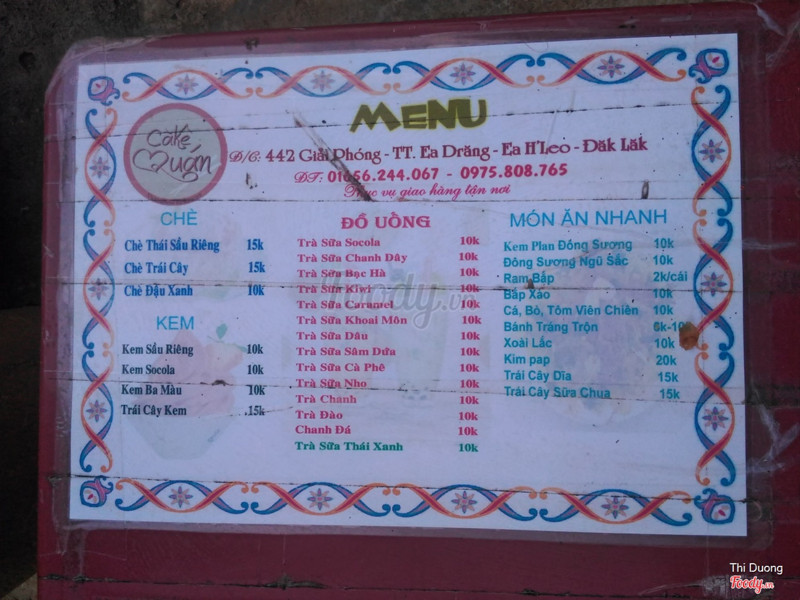 Cake Quán
MENU
Đ/C: 442 Giải Phóng - TT. Ea Drăng - Ea H'Leo - Đăk Lăk
ĐT: 01656.244.067 - 0975.808.765
Phục vụ giao hàng tận nơi
CHÈ
Chè Thái Sầu Riêng 15k
Chè Trái Cây 15k
Chè Đậu Xanh 10k
KEM
Kem Sầu Riêng 10k
Kem Socola 10k
Kem Ba Màu 10k
Trái Cây Kem .15k
ĐỒ UỐNG
Trà Sữa Socola 10k
Trà Sữa Chanh Dây 10k
Trà Sữa Bạc Hà 10k
Trà Sữa Kiwi 10k
Trà Sữa Caramel 10k
Trà Sữa Khoai Môn 10k
Trà Sữa Dâu 10k
Trà Sữa Sâm Dứa 10k
Trà Sữa Cà Phê 10k
Trà Sữa Nho 10k
Trà Chanh 10k
Trà Đào 10k
Chanh Đá 10k
Trà Sữa Thái Xanh 10k
MÓN ĂN NHANH
Kem Plan Đông Sương 10k
Đông Sương Ngũ Sắc 10k
Ram Bắp 2k/cái
Bắp Xào 10k
Cá, Bò, Tôm Viên Chiên 10k
Bánh Tráng Trộn
Xoài Lắc 10k
Kim pap 20k
Trái Cây Dĩa 15k
Trái Cây Sữa Chua 15k
foody.vn
Thi Duong
Foody.vn